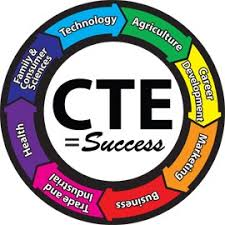 CTE
= Success
Technology
Agriculture
Career
Development
Marketing
Business
Trade and
Industrial
Health
Family &
Consumer
Sciences